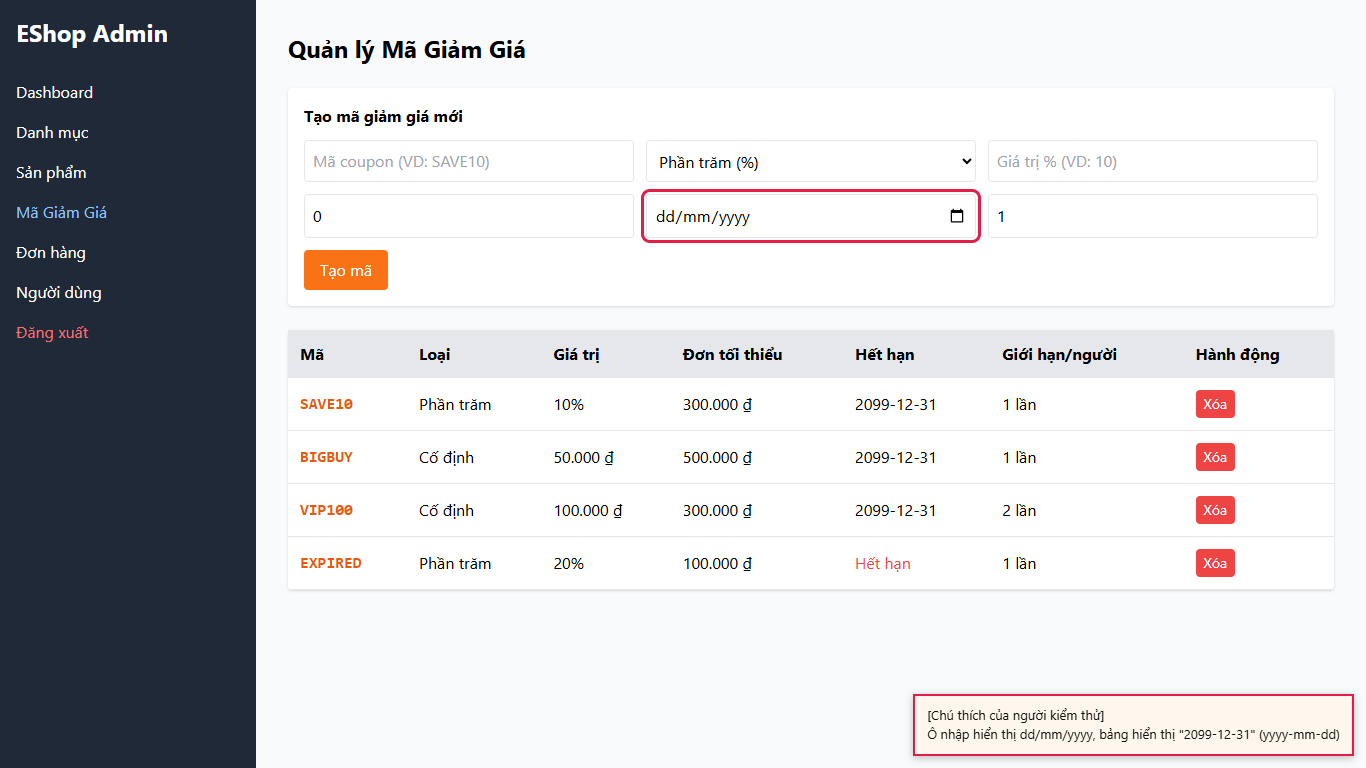 EShop Admin
Dashboard
Danh mục
Sản phẩm
Mã Giảm Giá
Đơn hàng
Người dùng
Đăng xuất
Quản lý Mã Giảm Giá
Tạo mã giảm giá mới
Mã coupon (VD: SAVE10) Phần trăm (%) Giá trị % (VD: 10)
0 dd/mm/yyyy 1
Tạo mã
Mã Loại Giá trị Đơn tối thiểu Hết hạn Giới hạn/người Hành động
SAVE10 Phần trăm 10% 300.000 ₫ 2099-12-31 1 lần Xóa
BIGBUY Cố định 50.000 ₫ 500.000 ₫ 2099-12-31 1 lần Xóa
VIP100 Cố định 100.000 ₫ 300.000 ₫ 2099-12-31 2 lần Xóa
EXPIRED Phần trăm 20% 100.000 ₫ Hết hạn 1 lần Xóa
[Chú thích của người kiểm thử]
Ô nhập hiển thị dd/mm/yyyy, bảng hiển thị "2099-12-31" (yyyy-mm-dd)